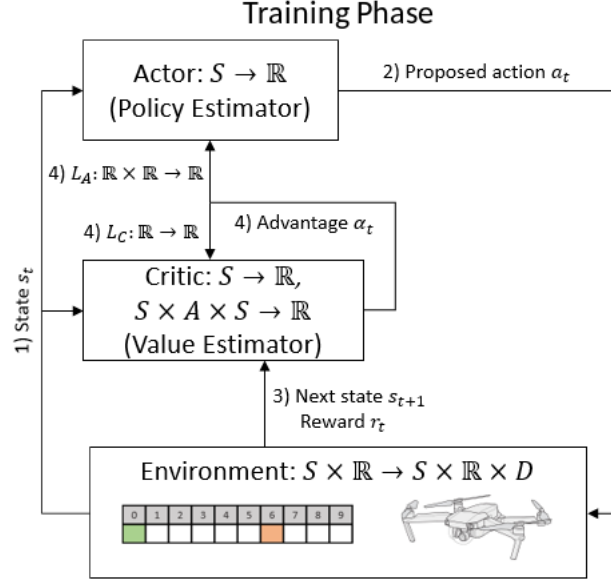 Training Phase
Actor: S → ℝ
(Policy Estimator)
2) Proposed action a_t
4) L_A: ℝ × ℝ → ℝ
4) L_C: ℝ → ℝ
4) Advantage α_t
Critic: S → ℝ,
S × A × S → ℝ
(Value Estimator)
1) State s_t
3) Next state s_{t+1}
Reward r_t
Environment: S × ℝ → S × ℝ × D
0 1 2 3 4 5 6 7 8 9